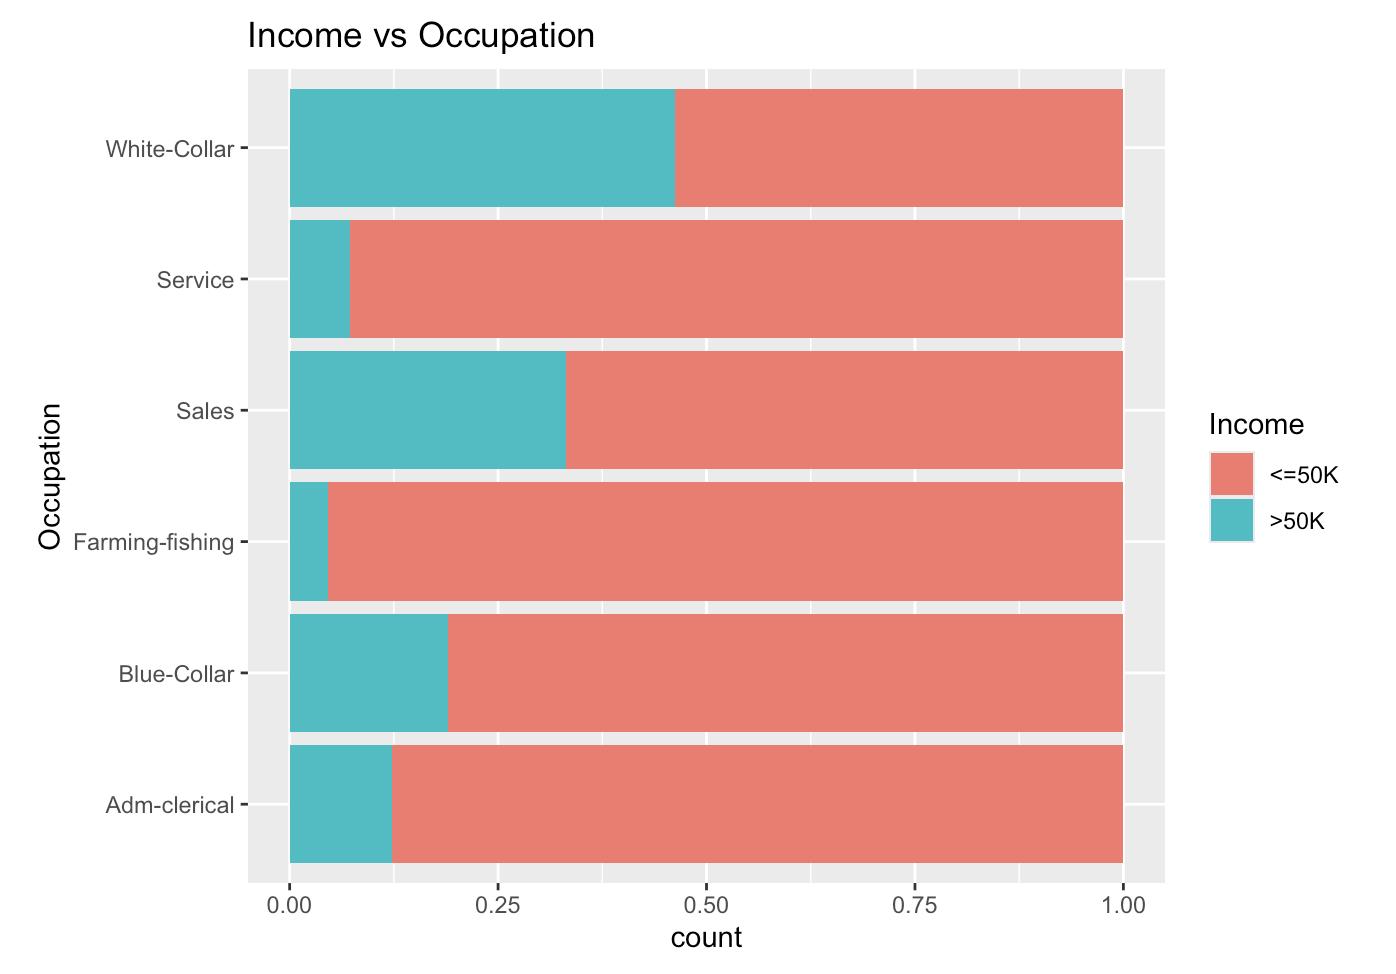 Income vs Occupation
White-Collar
Service
Sales
Farming-fishing
Blue-Collar
Adm-clerical
Occupation
0.00 0.25 0.50 0.75 1.00
count
Income
<=50K
>50K